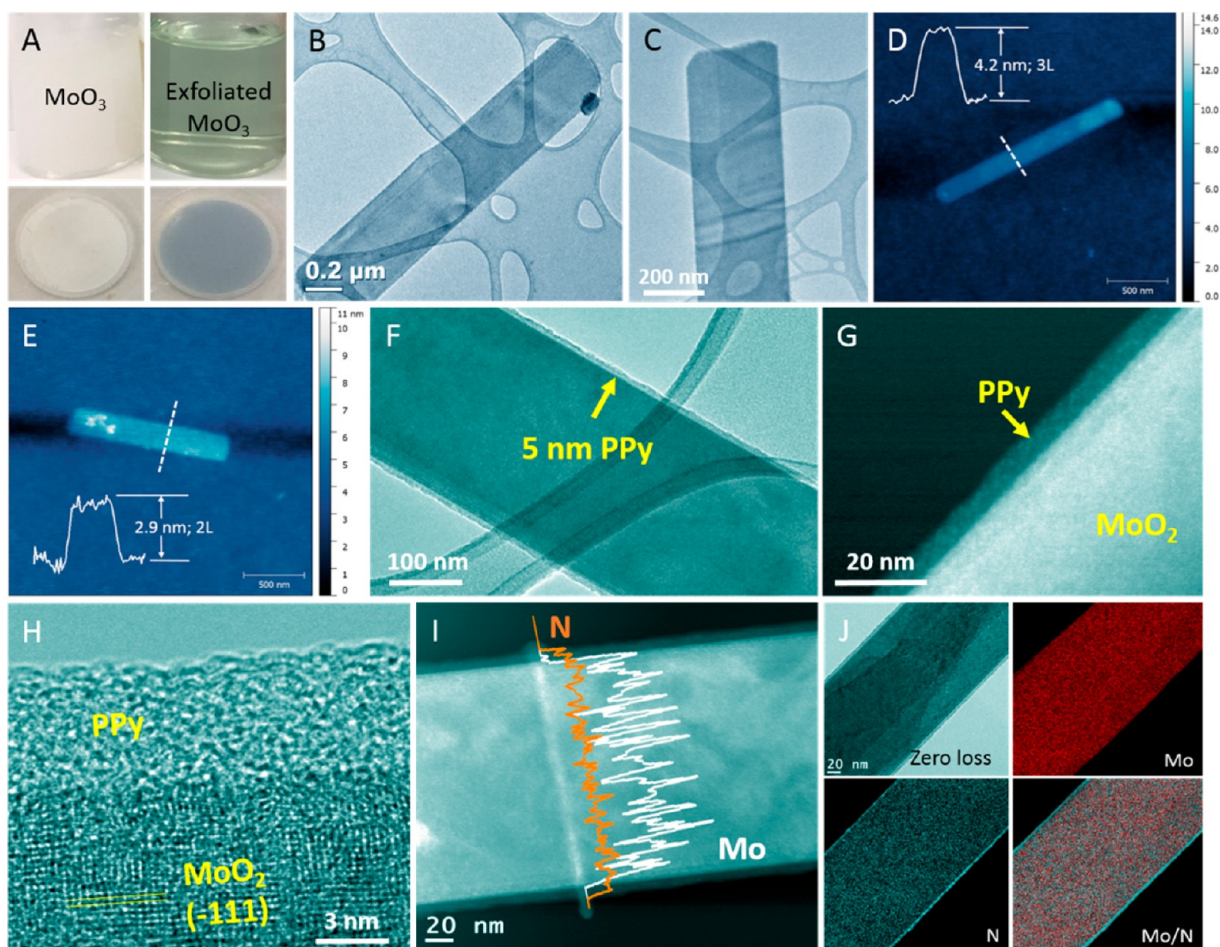 A
MoO₃
Exfoliated
MoO₃
B
0.2 µm
C
200 nm
D
4.2 nm; 3L
500 nm
14.6
14.0
12.0
10.0
8.0
6.0
4.0
2.0
0.0
E
2.9 nm; 2L
500 nm
11 nm
10
9
8
7
6
5
4
3
2
1
0
F
5 nm PPy
100 nm
G
PPy
MoO₂
20 nm
H
PPy
MoO₂
(-111)
3 nm
I
N
Mo
20 nm
J
20 nm
Zero loss
Mo
N
Mo/N